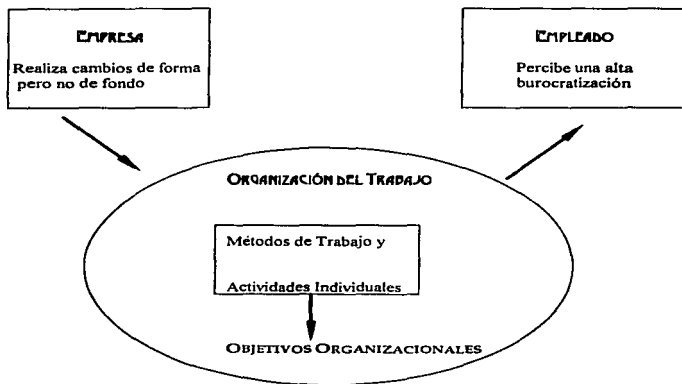 EMPRESA
Realiza cambios de forma
pero no de fondo
EMPLEADO
Percibe una alta
burocratización
ORGANIZACIÓN DEL TRABAJO
Métodos de Trabajo y
Actividades Individuales
OBJETIVOS ORGANIZACIONALES